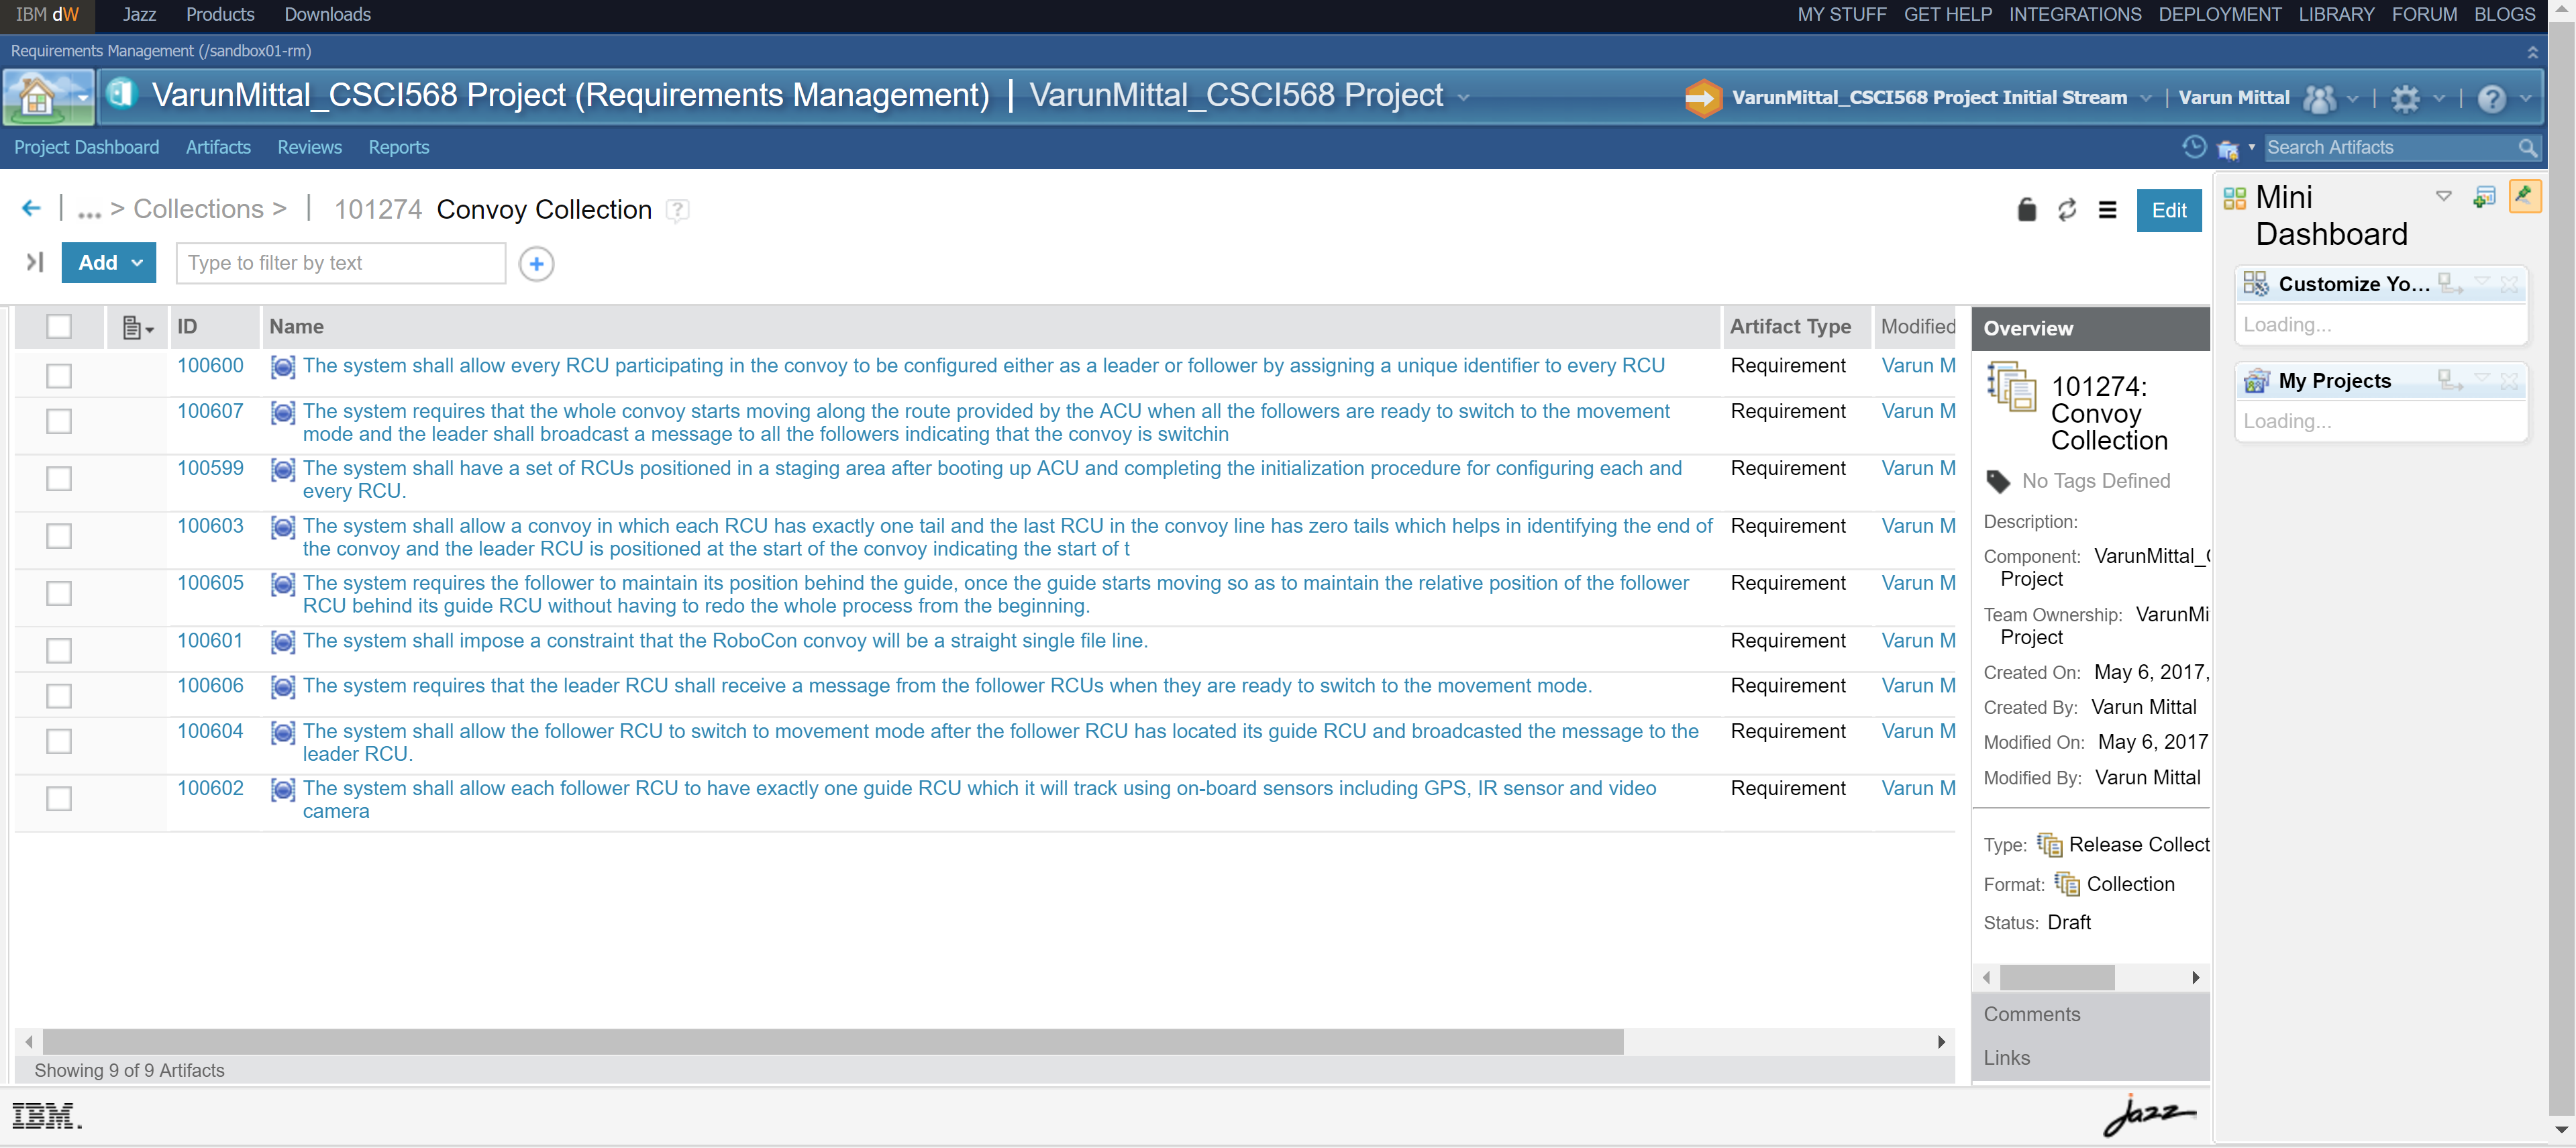 IBM dW Jazz Products Downloads MY STUFF GET HELP INTEGRATIONS DEPLOYMENT LIBRARY FORUM BLOGS
Requirements Management (/sandbox01-rm)
VarunMittal_CSCI568 Project (Requirements Management) | VarunMittal_CSCI568 Project VarunMittal_CSCI568 Project Initial Stream | Varun Mittal
Project Dashboard Artifacts Reviews Reports Search Artifacts
... > Collections > | 101274 Convoy Collection Edit
Add Type to filter by text
ID Name Artifact Type Modified
100600 The system shall allow every RCU participating in the convoy to be configured either as a leader or follower by assigning a unique identifier to every RCU Requirement Varun M
100607 The system requires that the whole convoy starts moving along the route provided by the ACU when all the followers are ready to switch to the movement Requirement Varun M
mode and the leader shall broadcast a message to all the followers indicating that the convoy is switchin
100599 The system shall have a set of RCUs positioned in a staging area after booting up ACU and completing the initialization procedure for configuring each and Requirement Varun M
every RCU.
100603 The system shall allow a convoy in which each RCU has exactly one tail and the last RCU in the convoy line has zero tails which helps in identifying the end of Requirement Varun M
the convoy and the leader RCU is positioned at the start of the convoy indicating the start of t
100605 The system requires the follower to maintain its position behind the guide, once the guide starts moving so as to maintain the relative position of the follower Requirement Varun M
RCU behind its guide RCU without having to redo the whole process from the beginning.
100601 The system shall impose a constraint that the RoboCon convoy will be a straight single file line. Requirement Varun M
100606 The system requires that the leader RCU shall receive a message from the follower RCUs when they are ready to switch to the movement mode. Requirement Varun M
100604 The system shall allow the follower RCU to switch to movement mode after the follower RCU has located its guide RCU and broadcasted the message to the Requirement Varun M
leader RCU.
100602 The system shall allow each follower RCU to have exactly one guide RCU which it will track using on-board sensors including GPS, IR sensor and video Requirement Varun M
camera
Showing 9 of 9 Artifacts
Overview
101274:
Convoy
Collection
No Tags Defined
Description:
Component: VarunMittal_C
Project
Team Ownership: VarunMi
Project
Created On: May 6, 2017,
Created By: Varun Mittal
Modified On: May 6, 2017
Modified By: Varun Mittal
Type: Release Collect
Format: Collection
Status: Draft
Comments
Links
Mini
Dashboard
Customize Yo...
Loading...
My Projects
Loading...
IBM.
jazz